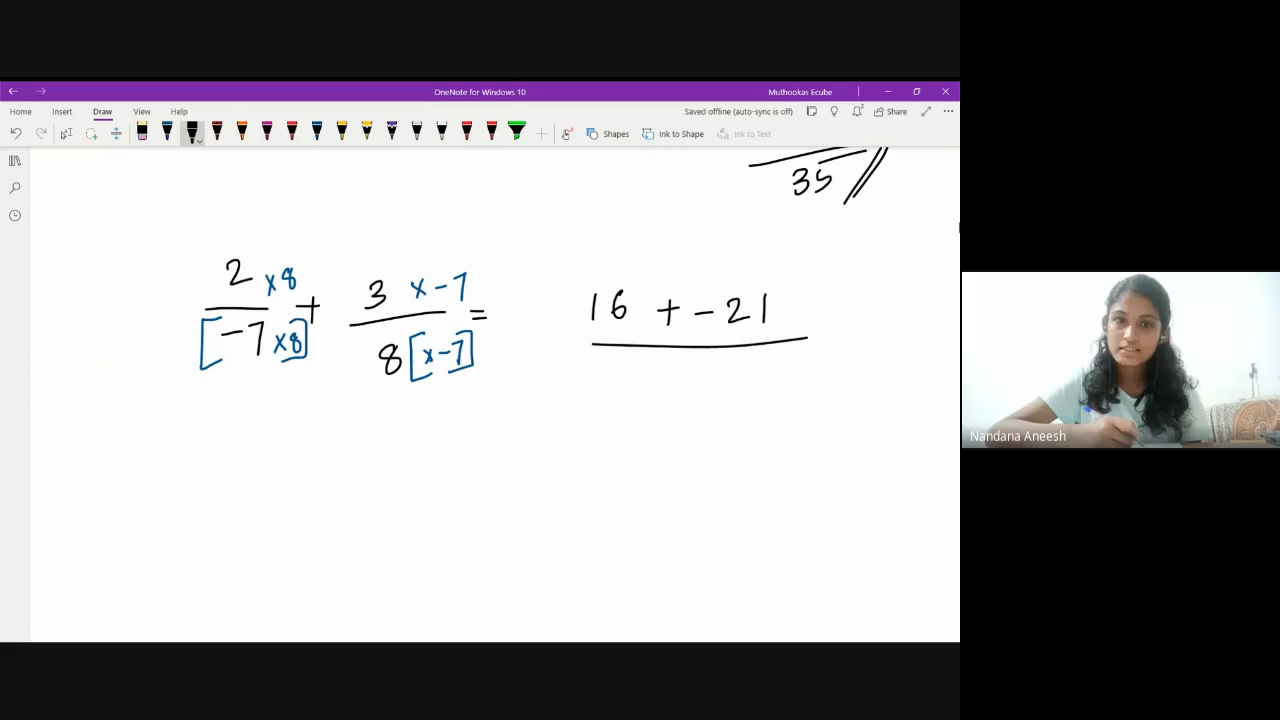 OneNote for Windows 10
Muthookas Ecube
Home Insert Draw View Help
Saved offline (auto-sync is off)
Share
Shapes
Ink to Shape
Ink to Text
35
2 x8 + 3 x-7 = 16 + -21
[-7 x8] 8 [x-7]
Nandana Aneesh